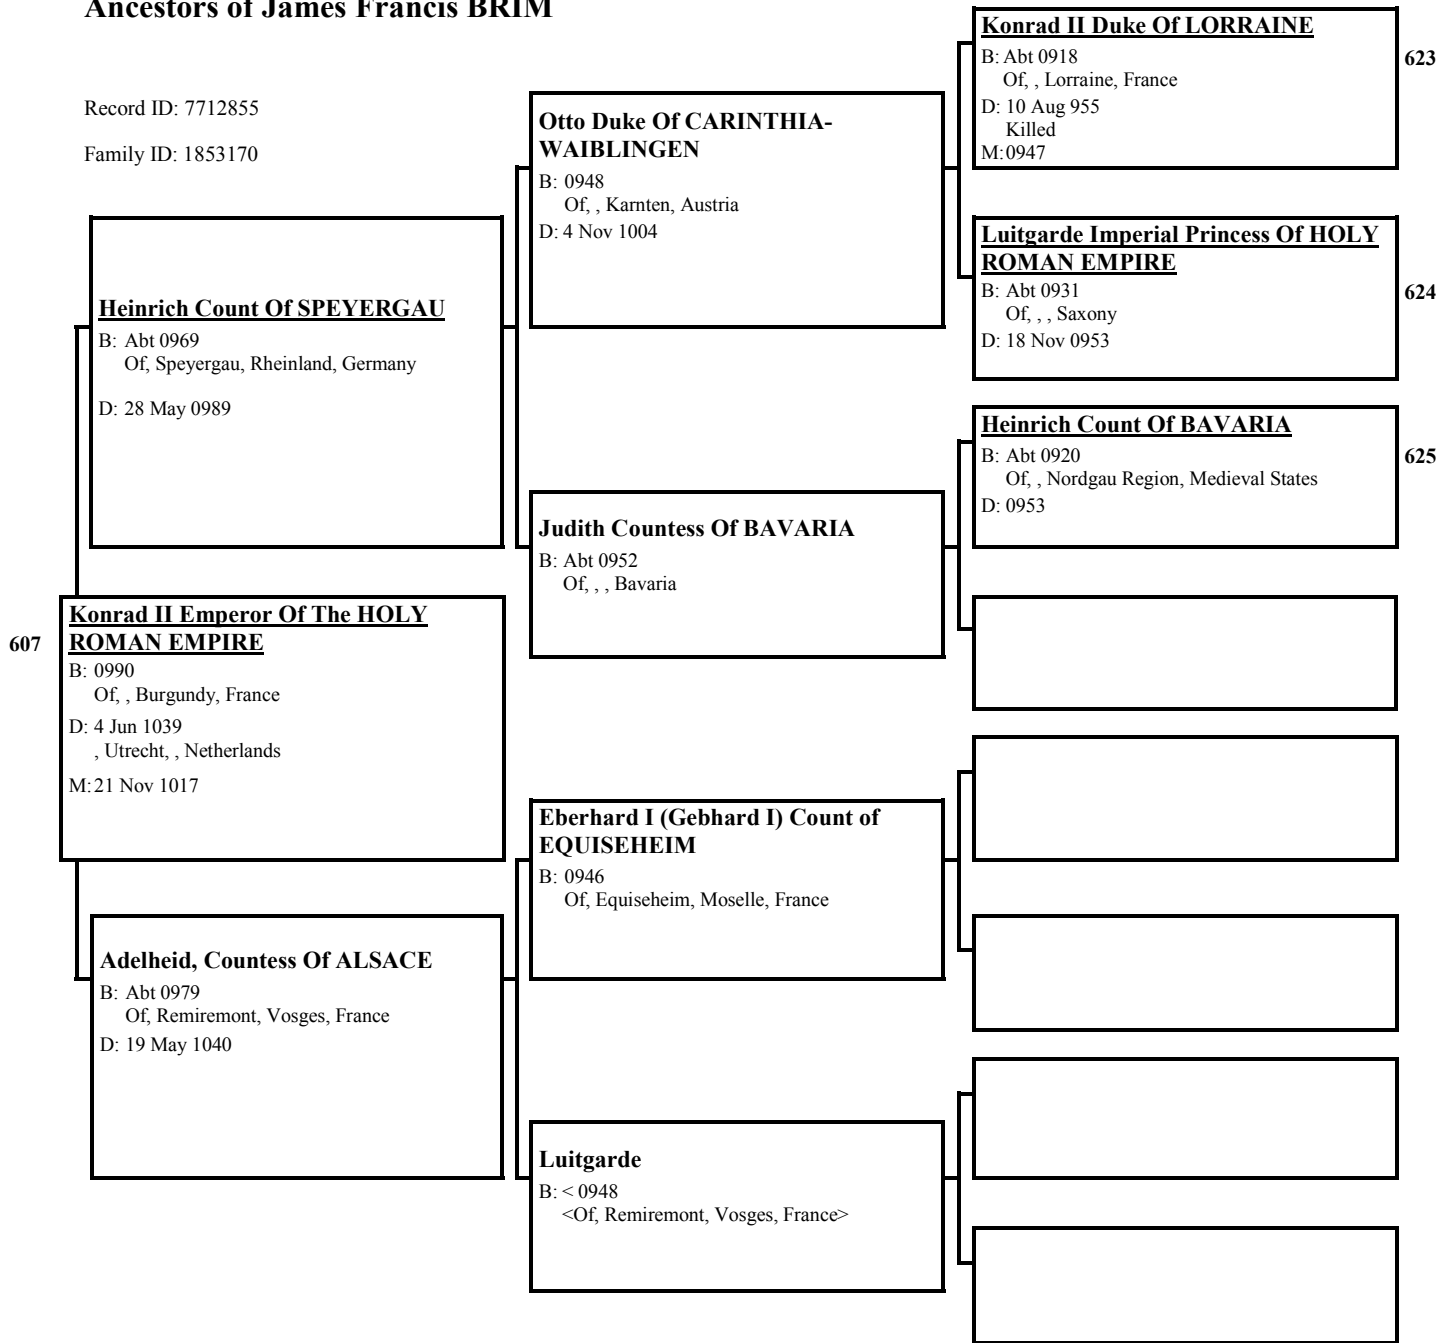 Ancestors of James Francis BRIM
Record ID: 7712855
Family ID: 1853170
Konrad II Duke Of LORRAINE
B: Abt 0918
Of, , Lorraine, France
D: 10 Aug 955
Killed
M:0947
623
Otto Duke Of CARINTHIA-
WAIBLINGEN
B: 0948
Of, , Karnten, Austria
D: 4 Nov 1004
Luitgarde Imperial Princess Of HOLY
ROMAN EMPIRE
B: Abt 0931
Of, , , Saxony
D: 18 Nov 0953
624
Heinrich Count Of SPEYERGAU
B: Abt 0969
Of, Speyergau, Rheinland, Germany
D: 28 May 0989
Heinrich Count Of BAVARIA
B: Abt 0920
Of, , Nordgau Region, Medieval States
D: 0953
625
Judith Countess Of BAVARIA
B: Abt 0952
Of, , , Bavaria
607
Konrad II Emperor Of The HOLY
ROMAN EMPIRE
B: 0990
Of, , Burgundy, France
D: 4 Jun 1039
, Utrecht, , Netherlands
M:21 Nov 1017
Eberhard I (Gebhard I) Count of
EQUISEHEIM
B: 0946
Of, Equiseheim, Moselle, France
Adelheid, Countess Of ALSACE
B: Abt 0979
Of, Remiremont, Vosges, France
D: 19 May 1040
Luitgarde
B: < 0948
<Of, Remiremont, Vosges, France>